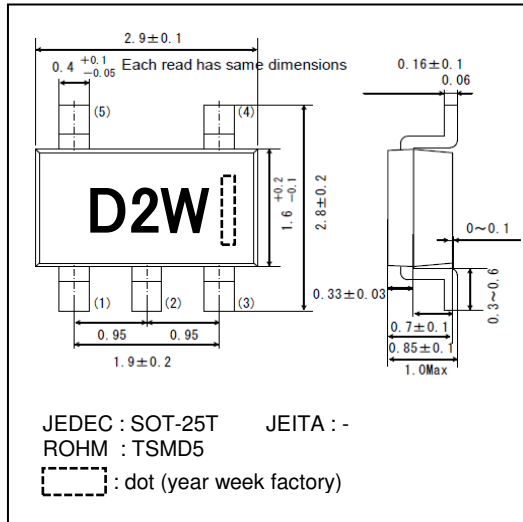 2.9±0.1
0.4 +0.1 -0.05 Each read has same dimensions
0.16±0.1
0.06
(5)
(4)
D2W
1.6 +0.2 -0.1
2.8±0.2
0~0.1
(1)
(2)
(3)
0.33±0.03
0.3~0.6
0.95
0.95
0.7±0.1
1.9±0.2
0.85±0.1
1.0Max
JEDEC : SOT-25T JEITA : -
ROHM : TSMD5
: dot (year week factory)